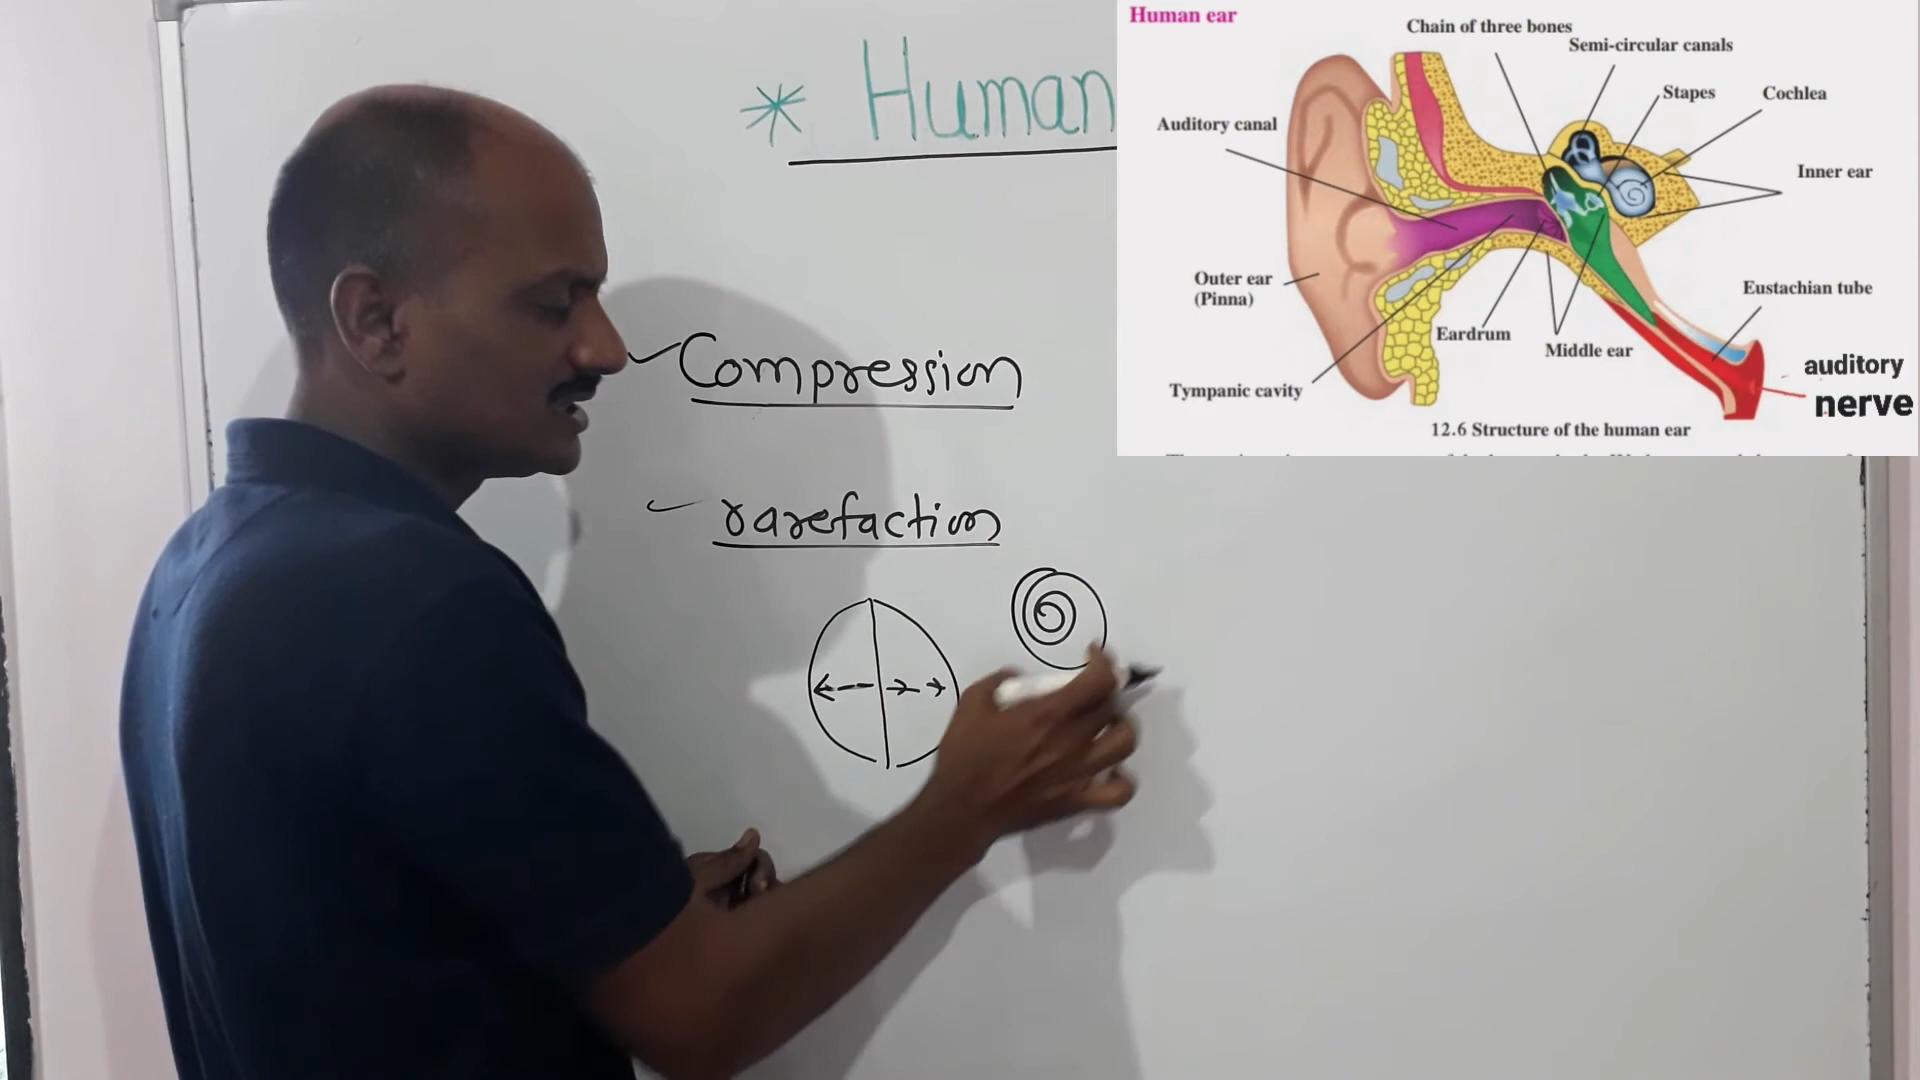 * Human
Compression
rarefaction
Human ear
Chain of three bones
Semi-circular canals
Stapes
Cochlea
Auditory canal
Inner ear
Outer ear
(Pinna)
Eustachian tube
Eardrum
Middle ear
auditory
nerve
Tympanic cavity
12.6 Structure of the human ear